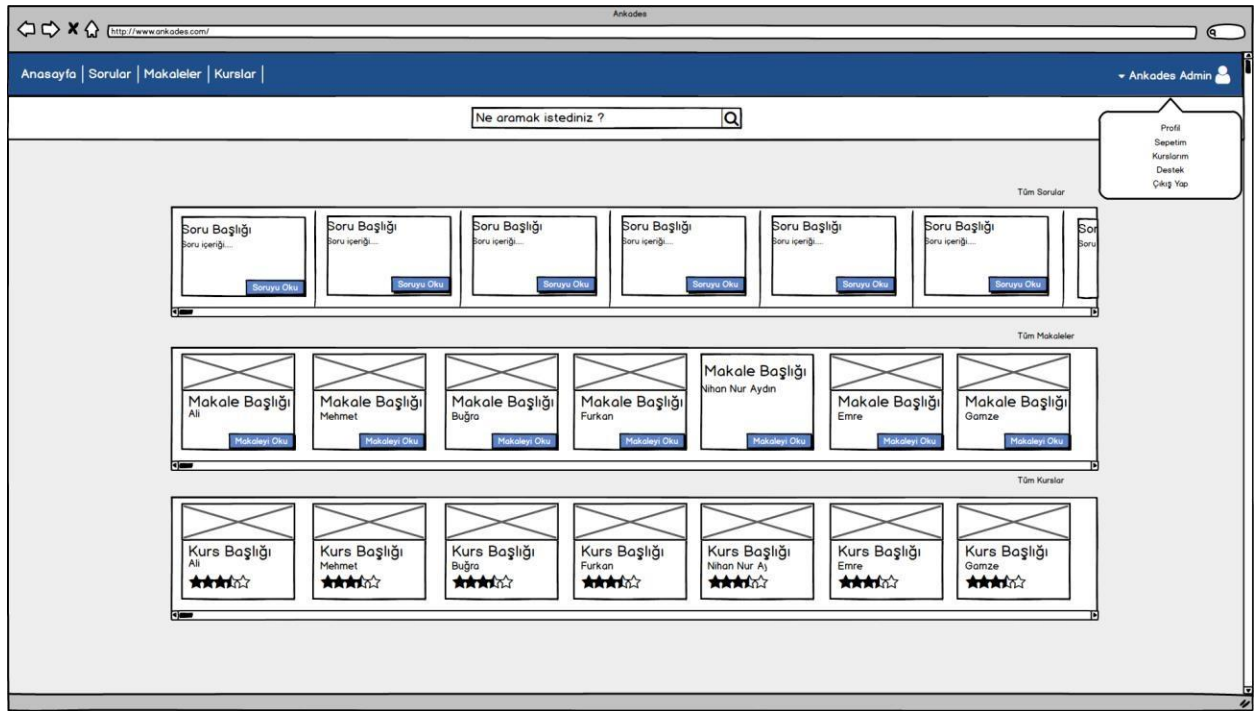 Ankades
http://www.ankades.com/
Anasayfa | Sorular | Makaleler | Kurslar |
Ankades Admin
Ne aramak istediniz ?
Profil
Sepetim
Kurslarım
Destek
Çıkış Yap
Tüm Sorular
Soru Başlığı Soru Başlığı Soru Başlığı Soru Başlığı Soru Başlığı Soru Başlığı Sor
Soru içeriği.... Soru içeriği.... Soru içeriği.... Soru içeriği.... Soru içeriği.... Soru içeriği.... Soru
Soruyu Oku Soruyu Oku Soruyu Oku Soruyu Oku Soruyu Oku Soruyu Oku
Tüm Makaleler
Makale Başlığı Makale Başlığı Makale Başlığı Makale Başlığı Makale Başlığı Makale Başlığı Makale Başlığı
Ali Mehmet Buğra Furkan Nihan Nur Aydın Emre Gamze
Makaleyi Oku Makaleyi Oku Makaleyi Oku Makaleyi Oku Makaleyi Oku Makaleyi Oku Makaleyi Oku
Tüm Kurslar
Kurs Başlığı Kurs Başlığı Kurs Başlığı Kurs Başlığı Kurs Başlığı Kurs Başlığı Kurs Başlığı
Ali Mehmet Buğra Furkan Nihan Nur Ay Emre Gamze